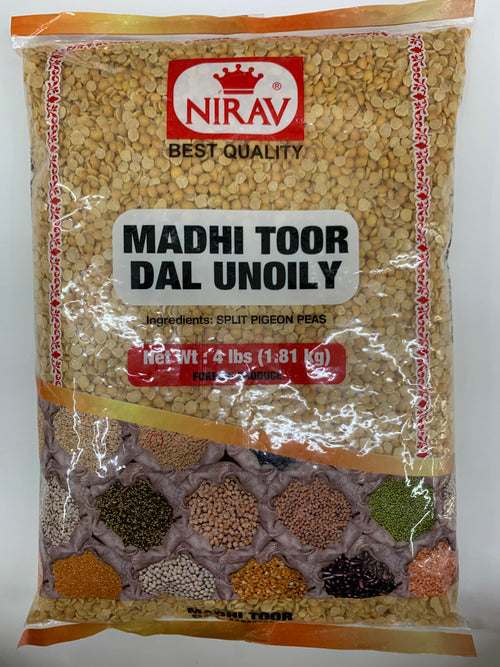 NIRAV ®
BEST QUALITY
MADHI TOOR
DAL UNOILY
Ingredients: SPLIT PIGEON PEAS
Net Wt : 4 lbs (1.81 kg)
PRODUCE
MADHI TOOR